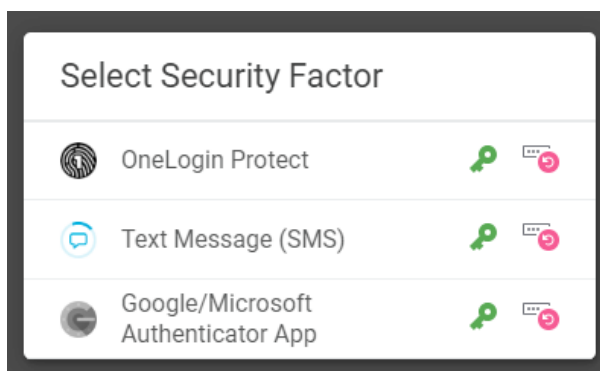 Select Security Factor
OneLogin Protect
Text Message (SMS)
Google/Microsoft
Authenticator App